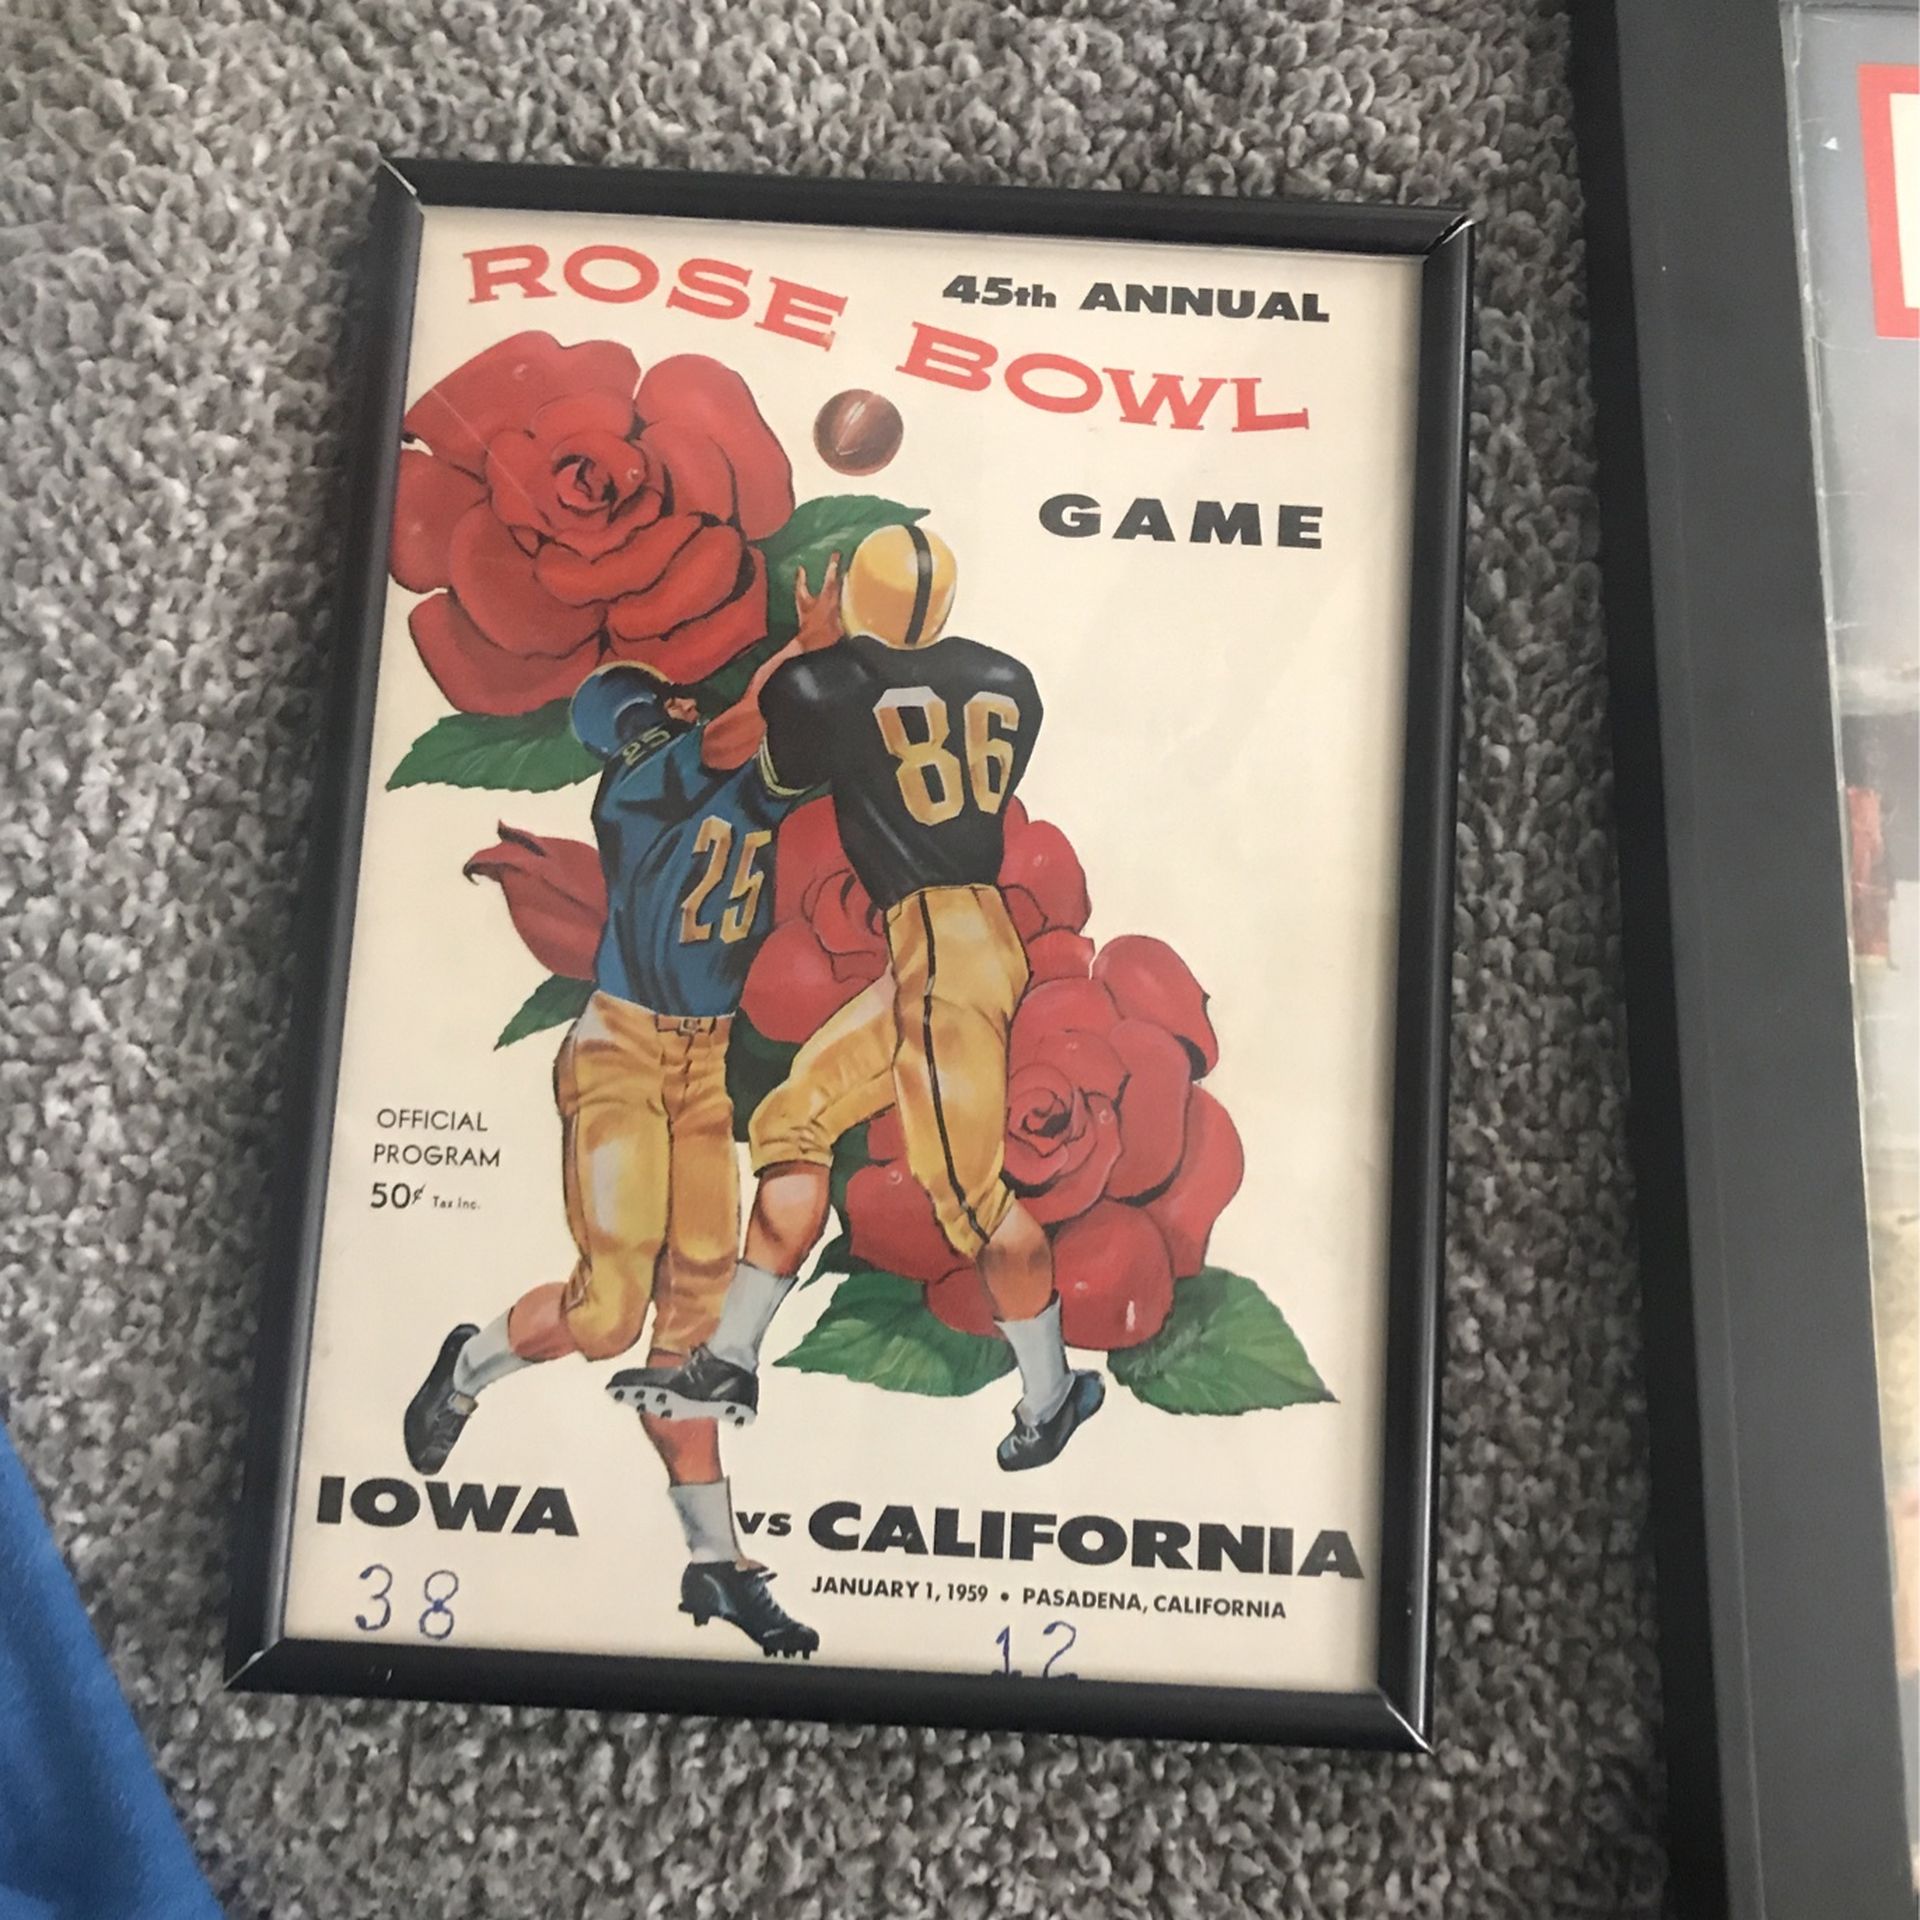 45th ANNUAL
ROSE BOWL
GAME
86
25
25
OFFICIAL
PROGRAM
50¢ Tax Inc.
IOWA vs CALIFORNIA
JANUARY 1, 1959 • PASADENA, CALIFORNIA
38 12